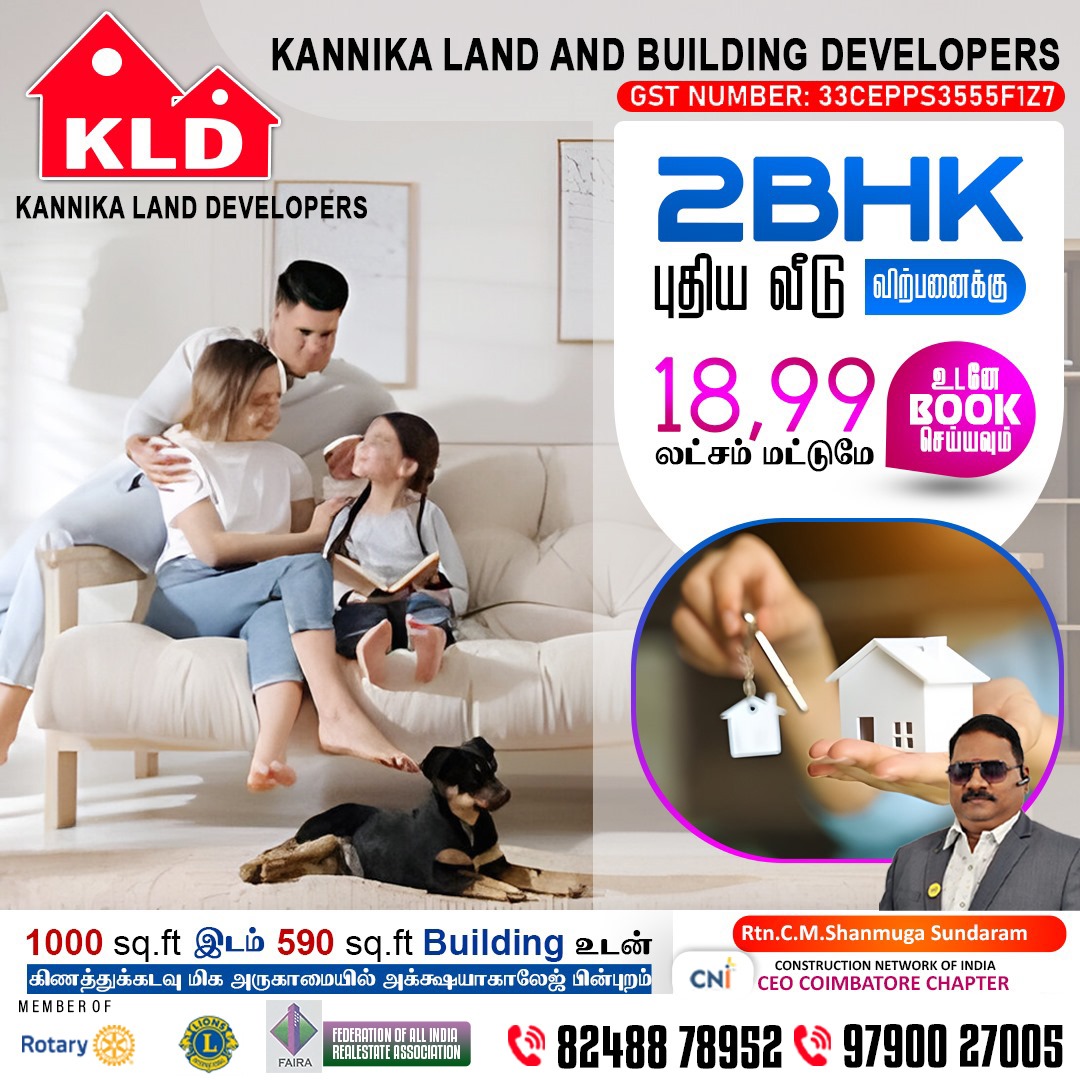 KLD
KANNIKA LAND DEVELOPERS
KANNIKA LAND AND BUILDING DEVELOPERS
GST NUMBER: 33CEPPS3555F1Z7
2BHK
புதிய வீடு விற்பனைக்கு
18,99
லட்சம் மட்டுமே
உடனே
BOOK
செய்யவும்
1000 sq.ft இடம் 590 sq.ft Building உடன்
கிணத்துக்கடவு மிக அருகாமையில் அக்க்ஷயாகாலேஜ் பின்புறம்
Rtn.C.M.Shanmuga Sundaram
CNi
CONSTRUCTION NETWORK OF INDIA
CEO COIMBATORE CHAPTER
MEMBER OF
Rotary
LIONS
L
FAIRA
FEDERATION OF ALL INDIA
REALESTATE ASSOCIATION
82488 78952
97900 27005